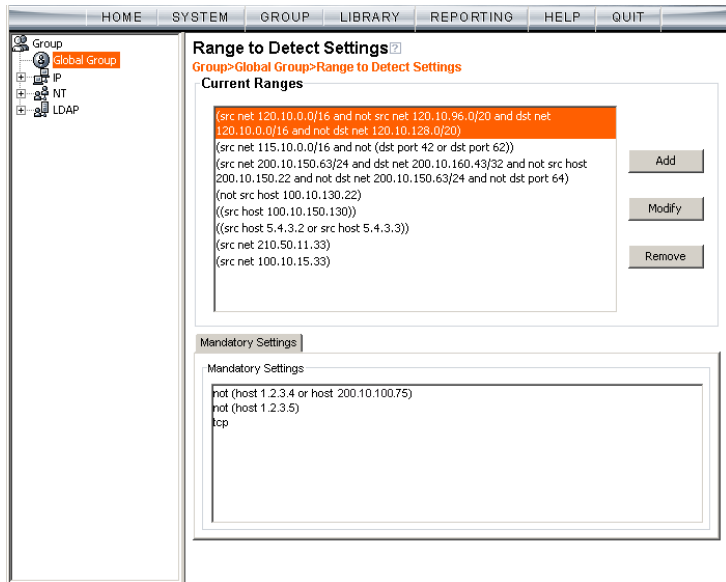 HOME SYSTEM GROUP LIBRARY REPORTING HELP QUIT
Group
Global Group
IP
NT
LDAP
Range to Detect Settings?
Group>Global Group>Range to Detect Settings
Current Ranges
(src net 120.10.0.0/16 and not src net 120.10.96.0/20 and dst net
120.10.0.0/16 and not dst net 120.10.128.0/20)
(src net 115.10.0.0/16 and not (dst port 42 or dst port 62))
(src net 200.10.150.63/24 and dst net 200.10.160.43/32 and not src host
200.10.150.22 and not dst net 200.10.150.63/24 and not dst port 64)
(not src host 100.10.130.22)
((src host 100.10.150.130))
((src host 5.4.3.2 or src host 5.4.3.3))
(src net 210.50.11.33)
(src net 100.10.15.33)
Add
Modify
Remove
Mandatory Settings
Mandatory Settings
not (host 1.2.3.4 or host 200.10.100.75)
not (host 1.2.3.5)
tcp